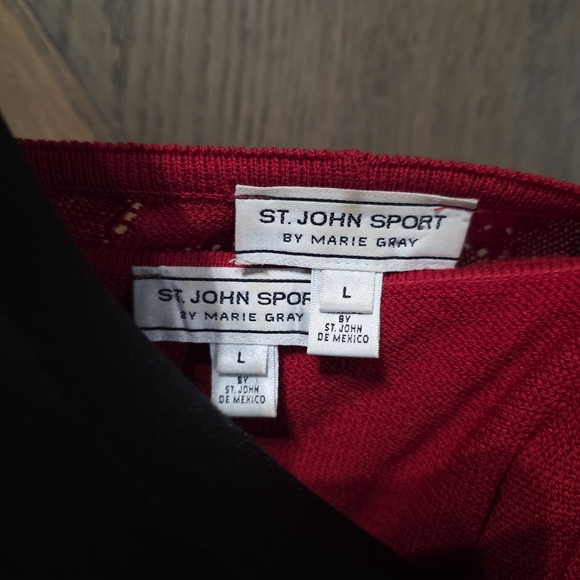 ST. JOHN SPORT
BY MARIE GRAY
L
BY
ST. JOHN
DE MEXICO
ST. JOHN SPOR
BY MARIE GRAY
L
BY
ST. JOHN
DE MEXICO